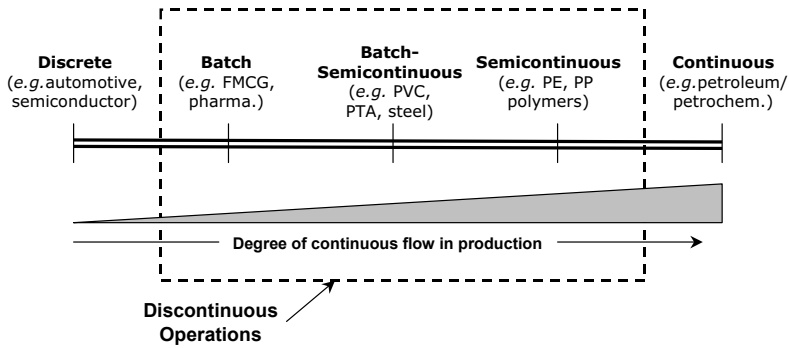 Discrete
(e.g.automotive,
semiconductor)
Batch
(e.g. FMCG,
pharma.)
Batch-
Semicontinuous
(e.g. PVC,
PTA, steel)
Semicontinuous
(e.g. PE, PP
polymers)
Continuous
(e.g.petroleum/
petrochem.)
Degree of continuous flow in production
Discontinuous
Operations